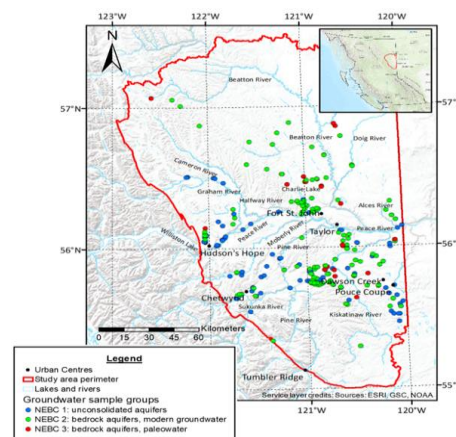 123°W 122°W 121°W 120°W
N
Beatton River
57°N 57°N
Beatton River Doig River
Cameron River
Graham River
Charlie Lake
Halfway River
Alces River
Fort St. John
Williston Lake
Peace River
Taylor
Peace River
Moberly River
56°N 56°N
Hudson's Hope
Pine River
Dawson Creek
Pouce Coupe
Chetwynd
Sukunka River
Kiskatinaw River
0 10 20 40 60
Kilometers
Pine River
Tumbler Ridge
55°N
Service layer credits: Sources: ESRI, GSC, NOAA
122°W 121°W 120°W
Legend
Urban Centres
Study area perimeter
Lakes and rivers
Groundwater sample groups
NEBC 1: unconsolidated aquifers
NEBC 2: bedrock aquifers, modern groundwater
NEBC 3: bedrock aquifers, paleowater